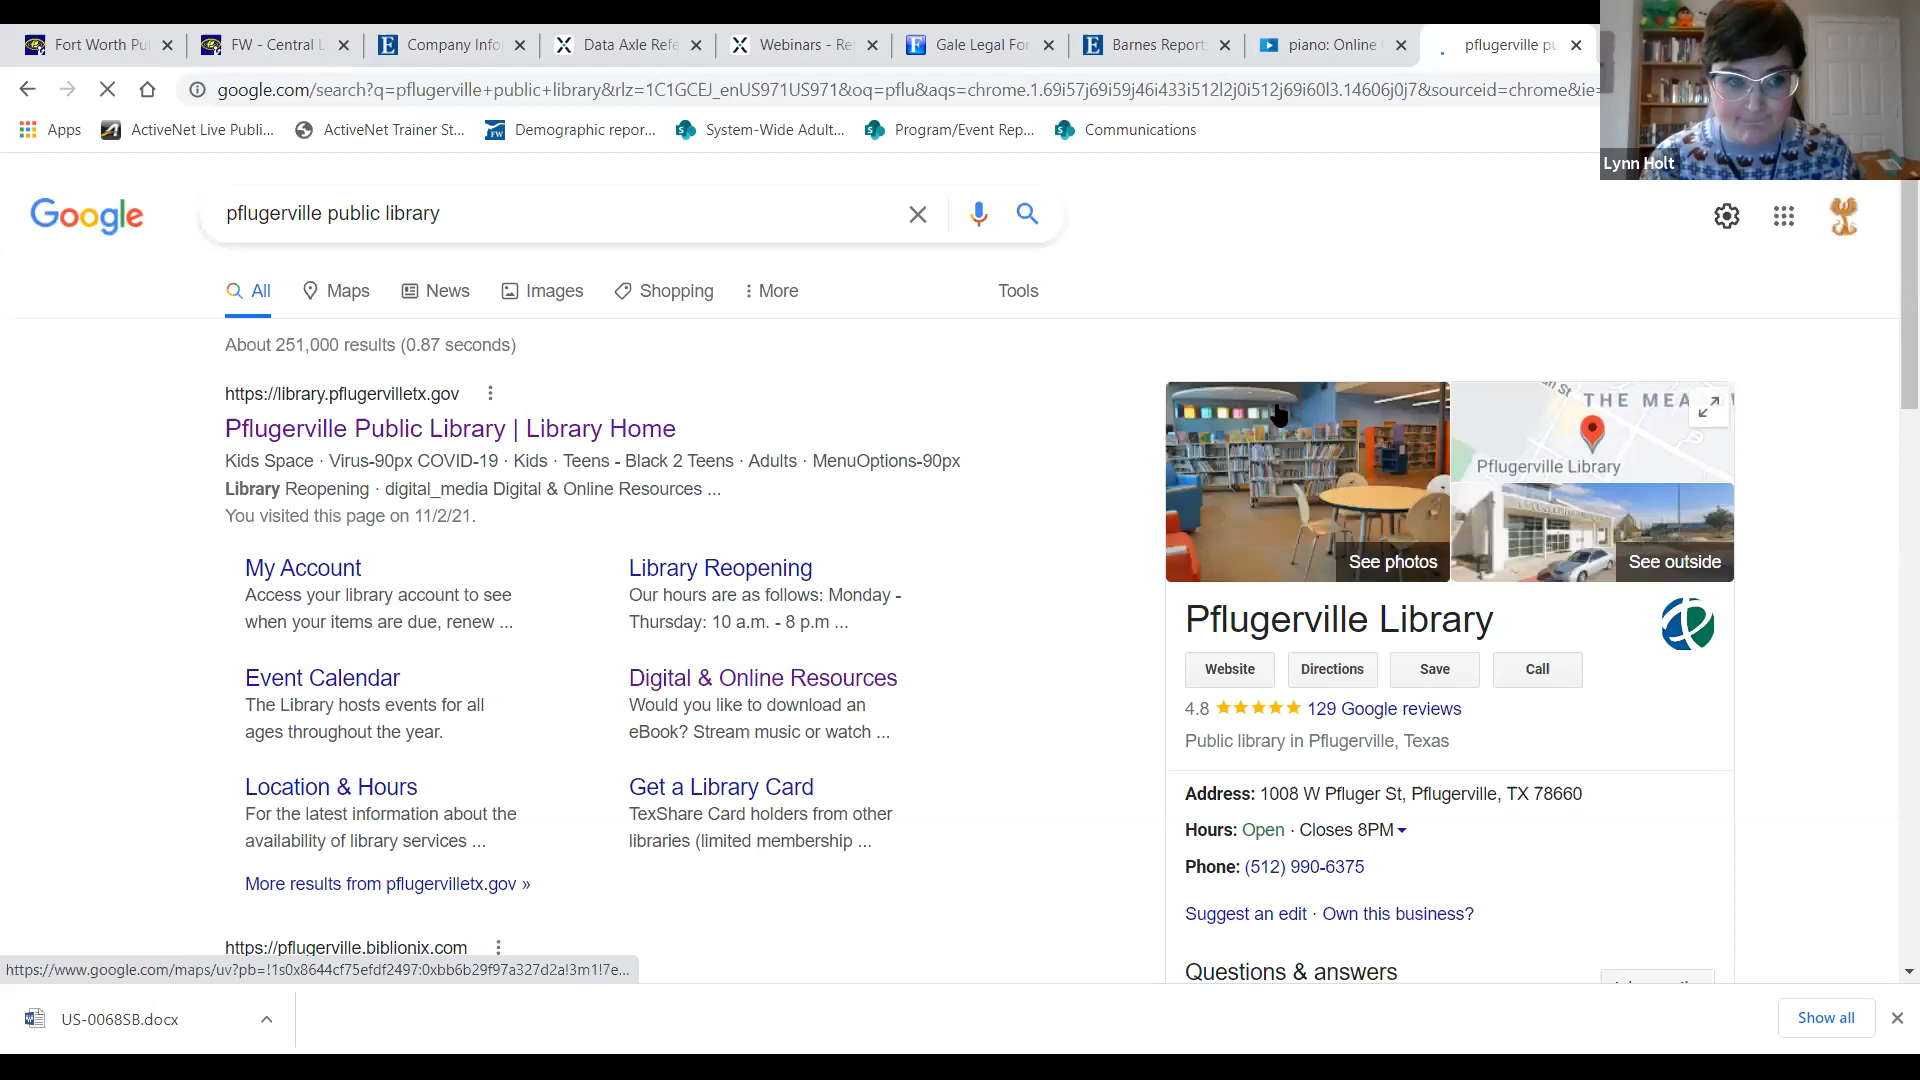 Fort Worth Pu
FW - Central L
Company Info
Data Axle Refe
Webinars - Re
Gale Legal For
Barnes Report
piano: Online
pflugerville pu
google.com/search?q=pflugerville+public+library&rlz=1C1GCEJ_enUS971US971&oq=pflu&aqs=chrome.1.69i57j69i59j46i433i512l2j0i512j69i60l3.14606j0j7&sourceid=chrome&ie=
Apps
ActiveNet Live Publi...
ActiveNet Trainer St...
Demographic repor...
System-Wide Adult...
Program/Event Rep...
Communications
Lynn Holt
Google
pflugerville public library
All
Maps
News
Images
Shopping
More
Tools
About 251,000 results (0.87 seconds)
https://library.pflugervilletx.gov
Pflugerville Public Library | Library Home
Kids Space · Virus-90px COVID-19 · Kids · Teens - Black 2 Teens · Adults · MenuOptions-90px
Library Reopening · digital_media Digital & Online Resources ...
You visited this page on 11/2/21.
My Account
Access your library account to see
when your items are due, renew ...
Library Reopening
Our hours are as follows: Monday -
Thursday: 10 a.m. - 8 p.m ...
Event Calendar
The Library hosts events for all
ages throughout the year.
Digital & Online Resources
Would you like to download an
eBook? Stream music or watch ...
Location & Hours
For the latest information about the
availability of library services ...
Get a Library Card
TexShare Card holders from other
libraries (limited membership ...
More results from pflugervilletx.gov »
https://pflugerville.biblionix.com
THE MEA
Pflugerville Library
See photos
See outside
Pflugerville Library
Website
Directions
Save
Call
4.8 ★★★★★ 129 Google reviews
Public library in Pflugerville, Texas
Address: 1008 W Pfluger St, Pflugerville, TX 78660
Hours: Open · Closes 8PM
Phone: (512) 990-6375
Suggest an edit · Own this business?
Questions & answers
https://www.google.com/maps/uv?pb=!1s0x8644cf75efdf2497:0xbb6b29f97a327d2a!3m1!7e...
US-0068SB.docx
Show all